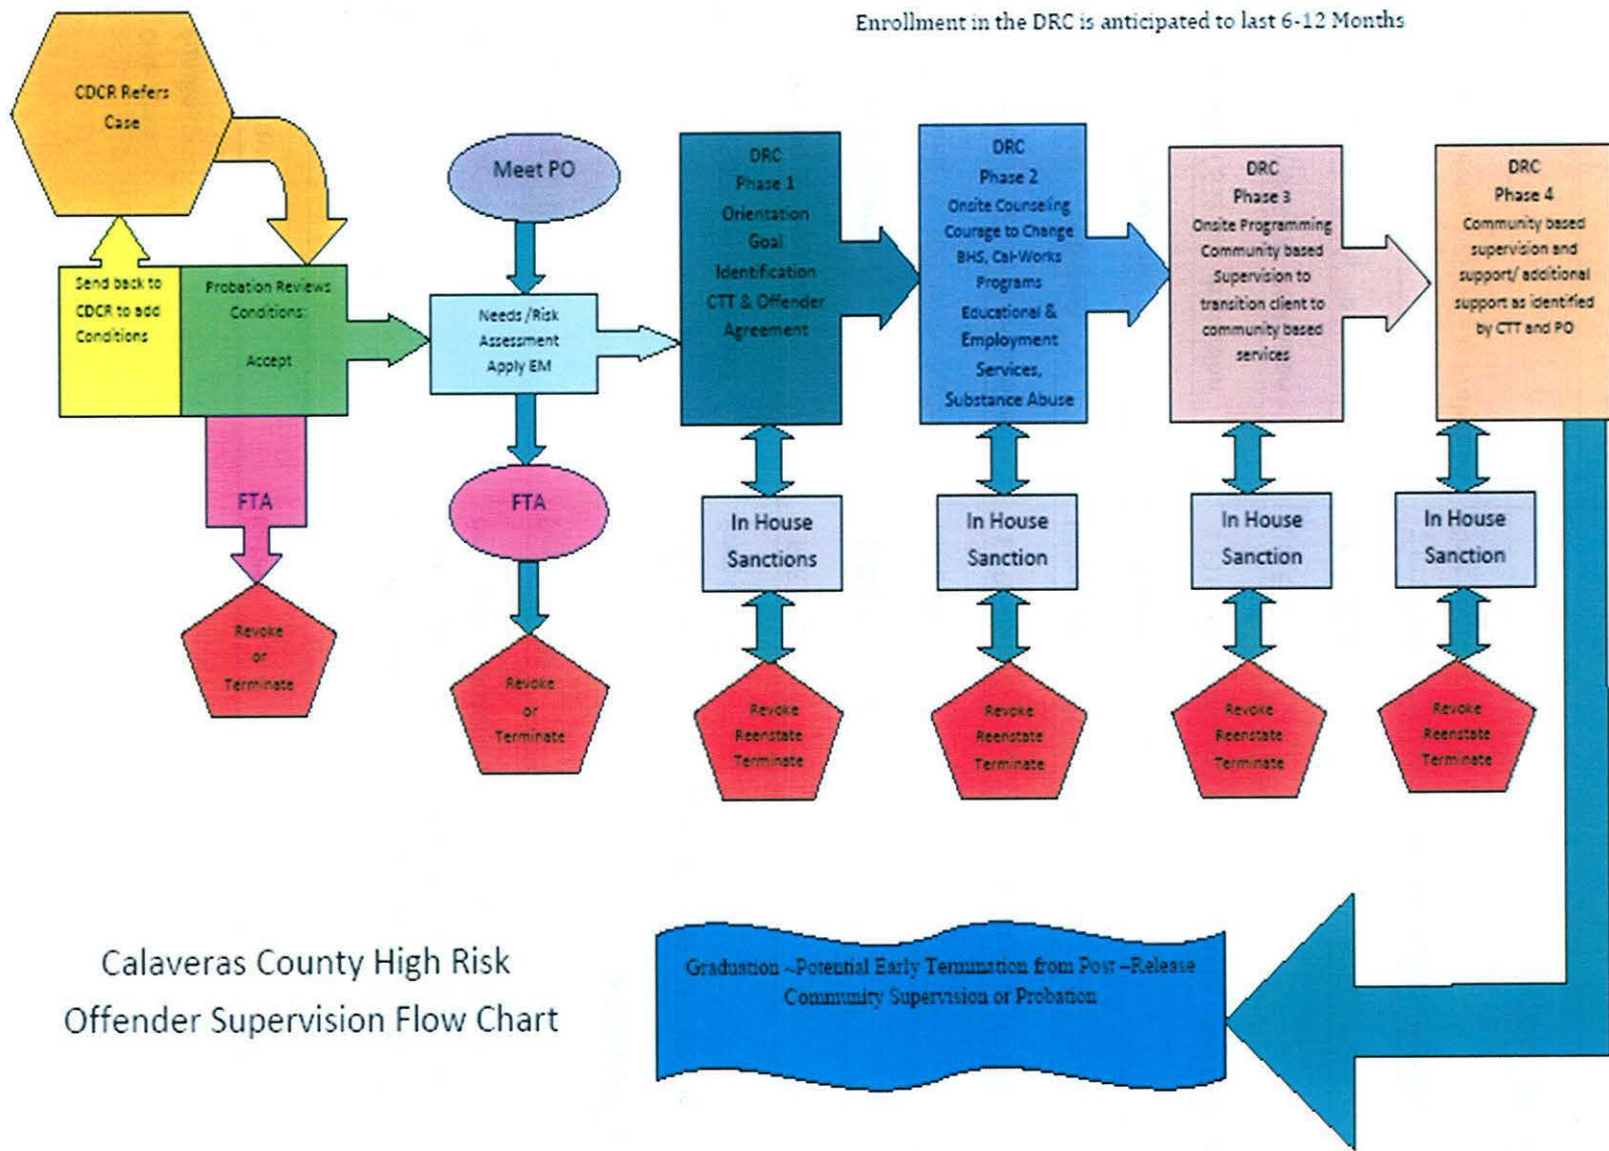 Enrollment in the DRC is anticipated to last 6-12 Months
CDCR Refers
Case
Send back to
CDCR to add
Conditions
Probation Reviews
Conditions:
Accept
FTA
Revoke
or
Terminate
Meet PO
Needs /Risk
Assessment
Apply EM
FTA
Revoke
or
Terminate
DRC
Phase 1
Orientation
Goal
Identification
CTT & Offender
Agreement
In House
Sanctions
Revoke
Reenstate
Terminate
DRC
Phase 2
Onsite Counseling
Courage to Change
BHS, Cal-Works
Programs
Educational &
Employment
Services,
Substance Abuse
In House
Sanction
Revoke
Reenstate
Terminate
DRC
Phase 3
Onsite Programming
Community based
Supervision to
transition client to
community based
services
In House
Sanction
Revoke
Reenstate
Terminate
DRC
Phase 4
Community based
supervision and
support/ additional
support as identified
by CTT and PO
In House
Sanction
Revoke
Reenstate
Terminate
Graduation –Potential Early Termination from Post –Release
Community Supervision or Probation
Calaveras County High Risk
Offender Supervision Flow Chart